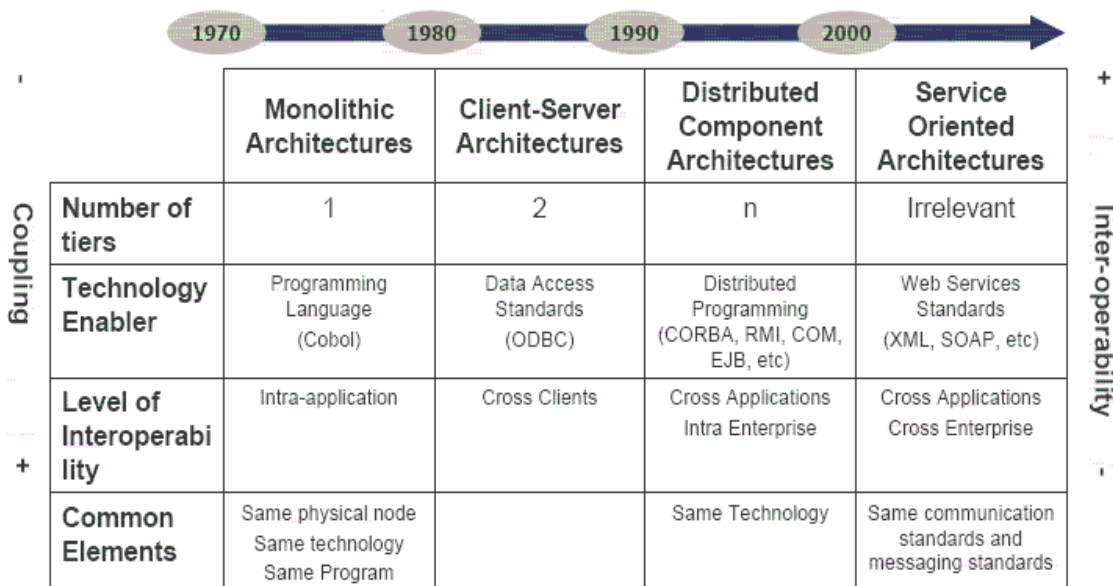 1970 1980 1990 2000
-
+
Monolithic
Architectures
Client-Server
Architectures
Distributed
Component
Architectures
Service
Oriented
Architectures
Coupling
Inter-operability
Number of
tiers
1
2
n
Irrelevant
Technology
Enabler
Programming
Language
(Cobol)
Data Access
Standards
(ODBC)
Distributed
Programming
(CORBA, RMI, COM,
EJB, etc)
Web Services
Standards
(XML, SOAP, etc)
Level of
Interoperabi
lity
Intra-application
Cross Clients
Cross Applications
Intra Enterprise
Cross Applications
Cross Enterprise
+
-
Common
Elements
Same physical node
Same technology
Same Program
Same Technology
Same communication
standards and
messaging standards